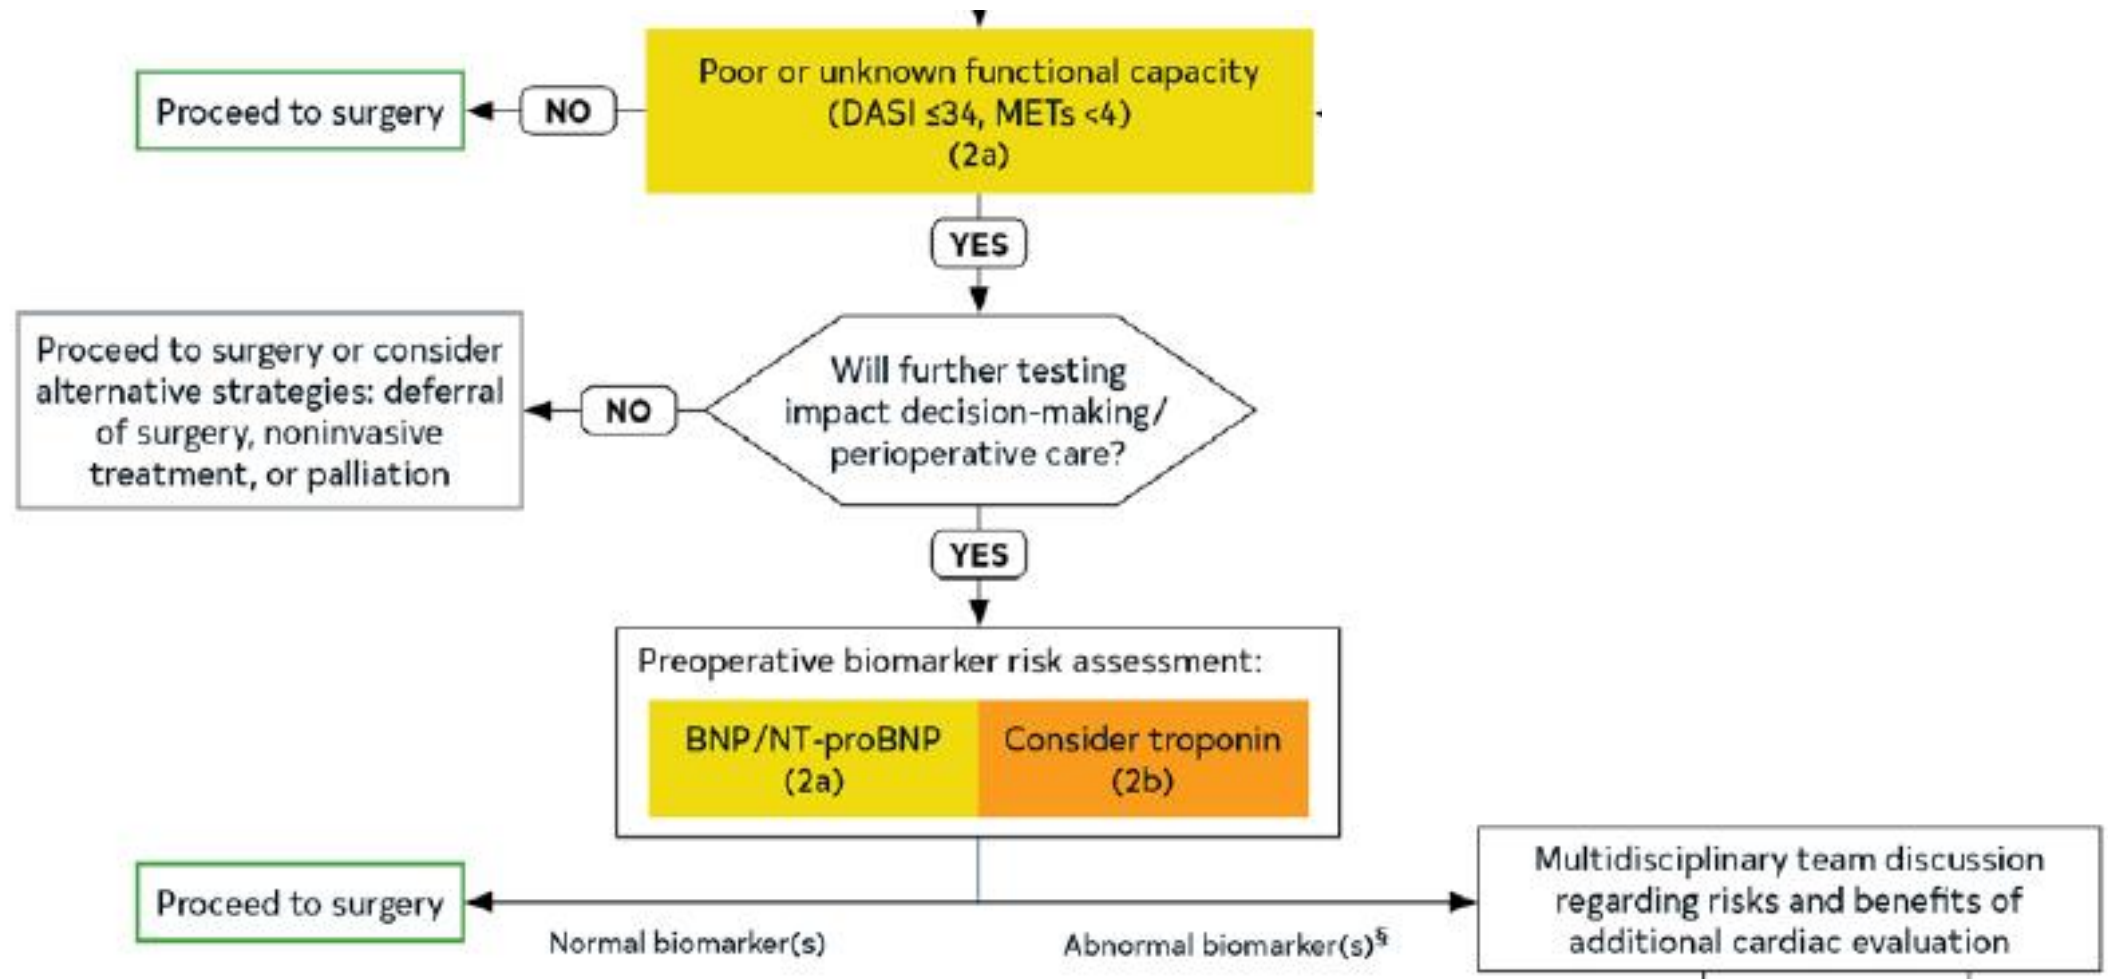 Poor or unknown functional capacity
(DASI ≤34, METs <4)
(2a)
Proceed to surgery
NO
YES
Proceed to surgery or consider
alternative strategies: deferral
of surgery, noninvasive
treatment, or palliation
NO
Will further testing
impact decision-making/
perioperative care?
YES
Preoperative biomarker risk assessment:
BNP/NT-proBNP
(2a)
Consider troponin
(2b)
Proceed to surgery
Normal biomarker(s)
Abnormal biomarker(s)§
Multidisciplinary team discussion
regarding risks and benefits of
additional cardiac evaluation